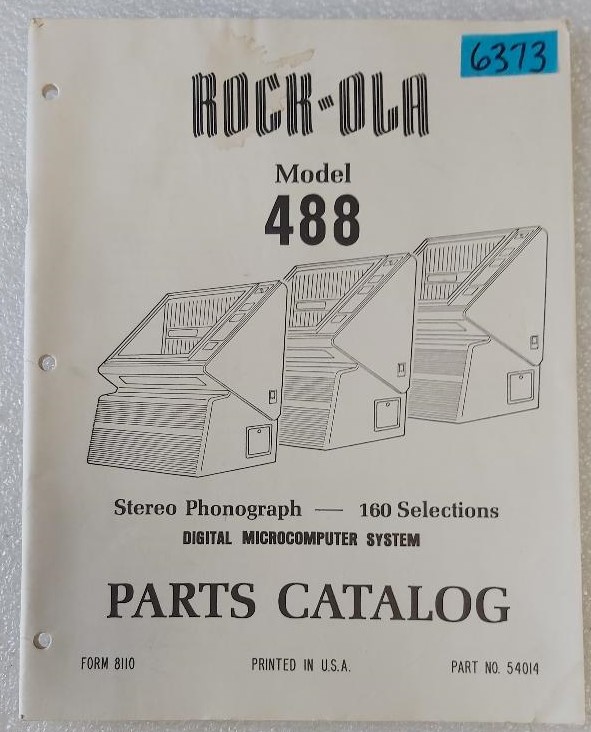 6373
ROCK-OLA
Model
488
Stereo Phonograph — 160 Selections
DIGITAL MICROCOMPUTER SYSTEM
PARTS CATALOG
FORM 8110 PRINTED IN U.S.A. PART NO. 54014